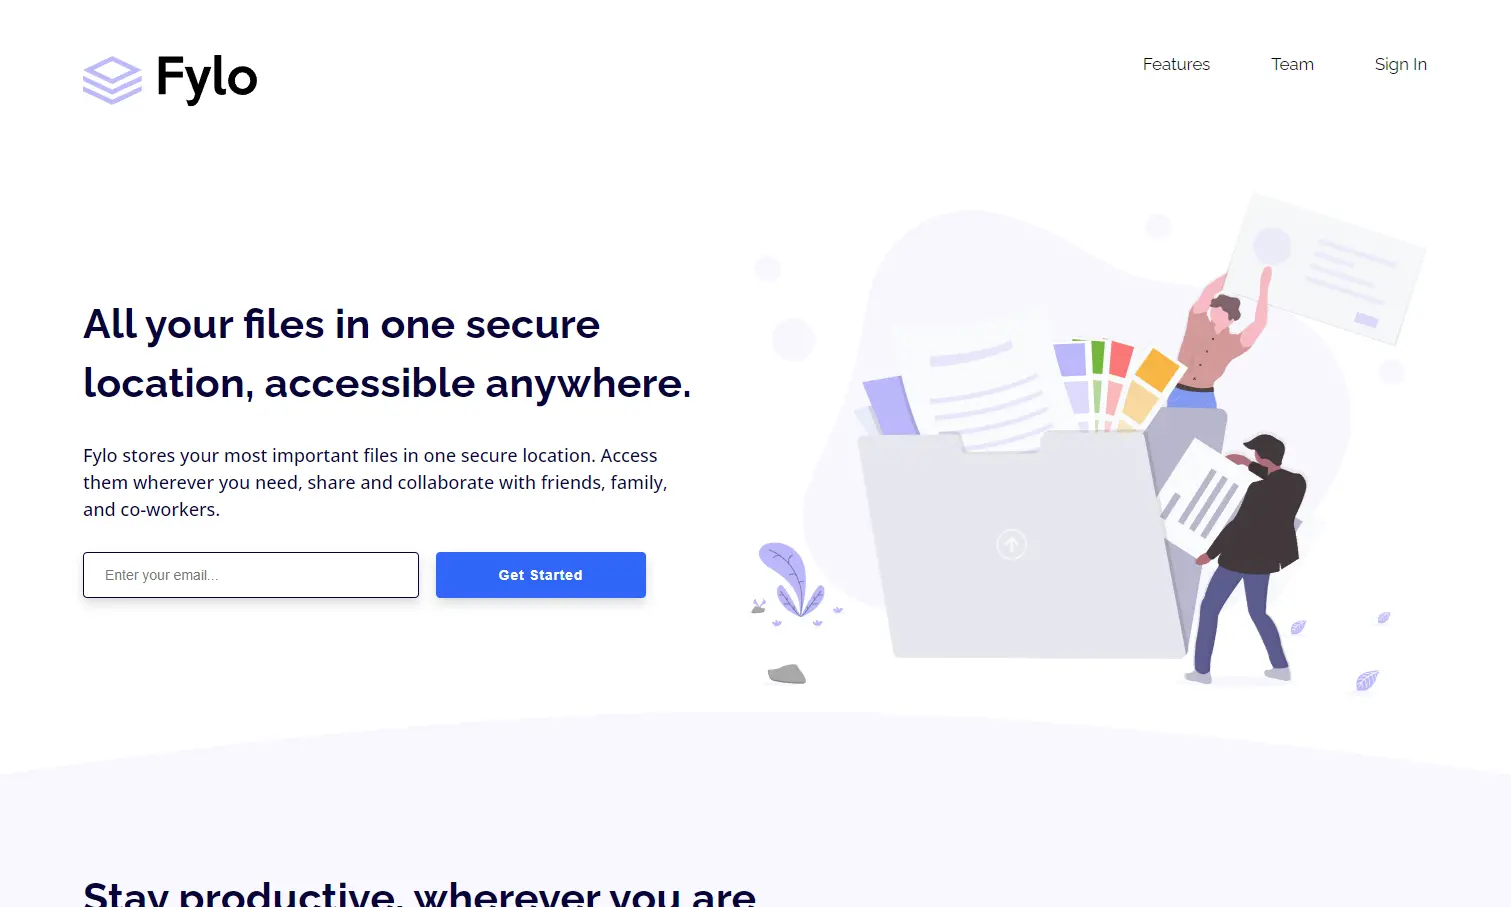 Fylo
Features
Team
Sign In
All your files in one secure
location, accessible anywhere.
Fylo stores your most important files in one secure location. Access
them wherever you need, share and collaborate with friends, family,
and co-workers.
Enter your email...
Get Started
Stay productive, wherever you are